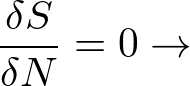 δS/δN = 0 →